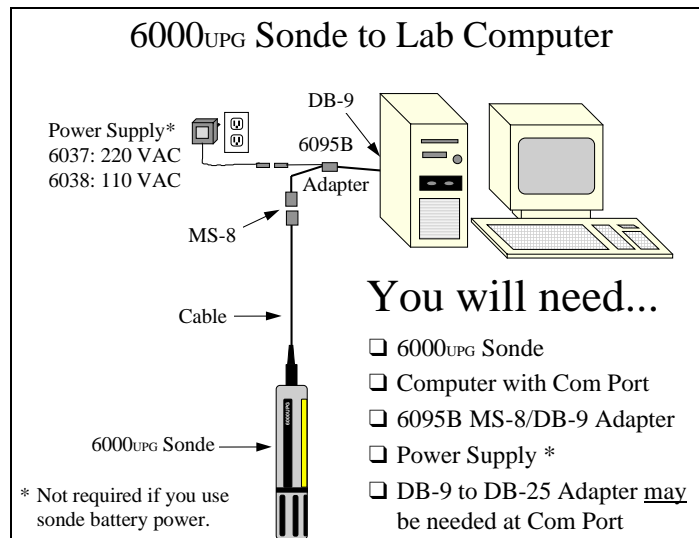 6000UPG Sonde to Lab Computer
DB-9
Power Supply*
6037: 220 VAC
6038: 110 VAC
6095B
Adapter
MS-8
Cable
6000UPG Sonde
* Not required if you use
sonde battery power.
You will need...
❑ 6000UPG Sonde
❑ Computer with Com Port
❑ 6095B MS-8/DB-9 Adapter
❑ Power Supply *
❑ DB-9 to DB-25 Adapter may
be needed at Com Port
6000UPG